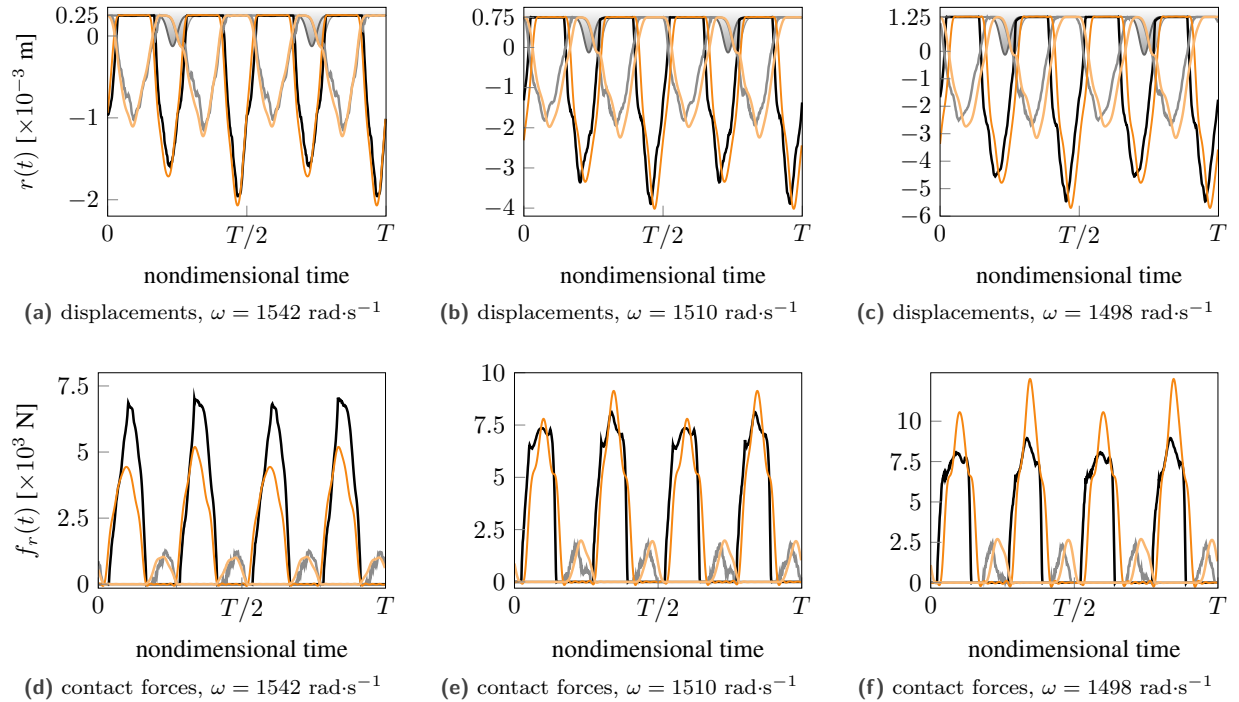 0.25
0
−1
−2
r(t) [×10⁻³ m]
0
T/2
T
nondimensional time
(a) displacements, ω = 1542 rad·s⁻¹
0.75
0
−1
−2
−3
−4
0
T/2
T
nondimensional time
(b) displacements, ω = 1510 rad·s⁻¹
1.25
0
−1
−2
−3
−4
−5
−6
0
T/2
T
nondimensional time
(c) displacements, ω = 1498 rad·s⁻¹
7.5
5
2.5
0
f_r(t) [×10³ N]
0
T/2
T
nondimensional time
(d) contact forces, ω = 1542 rad·s⁻¹
10
7.5
5
2.5
0
0
T/2
T
nondimensional time
(e) contact forces, ω = 1510 rad·s⁻¹
10
7.5
5
2.5
0
0
T/2
T
nondimensional time
(f) contact forces, ω = 1498 rad·s⁻¹